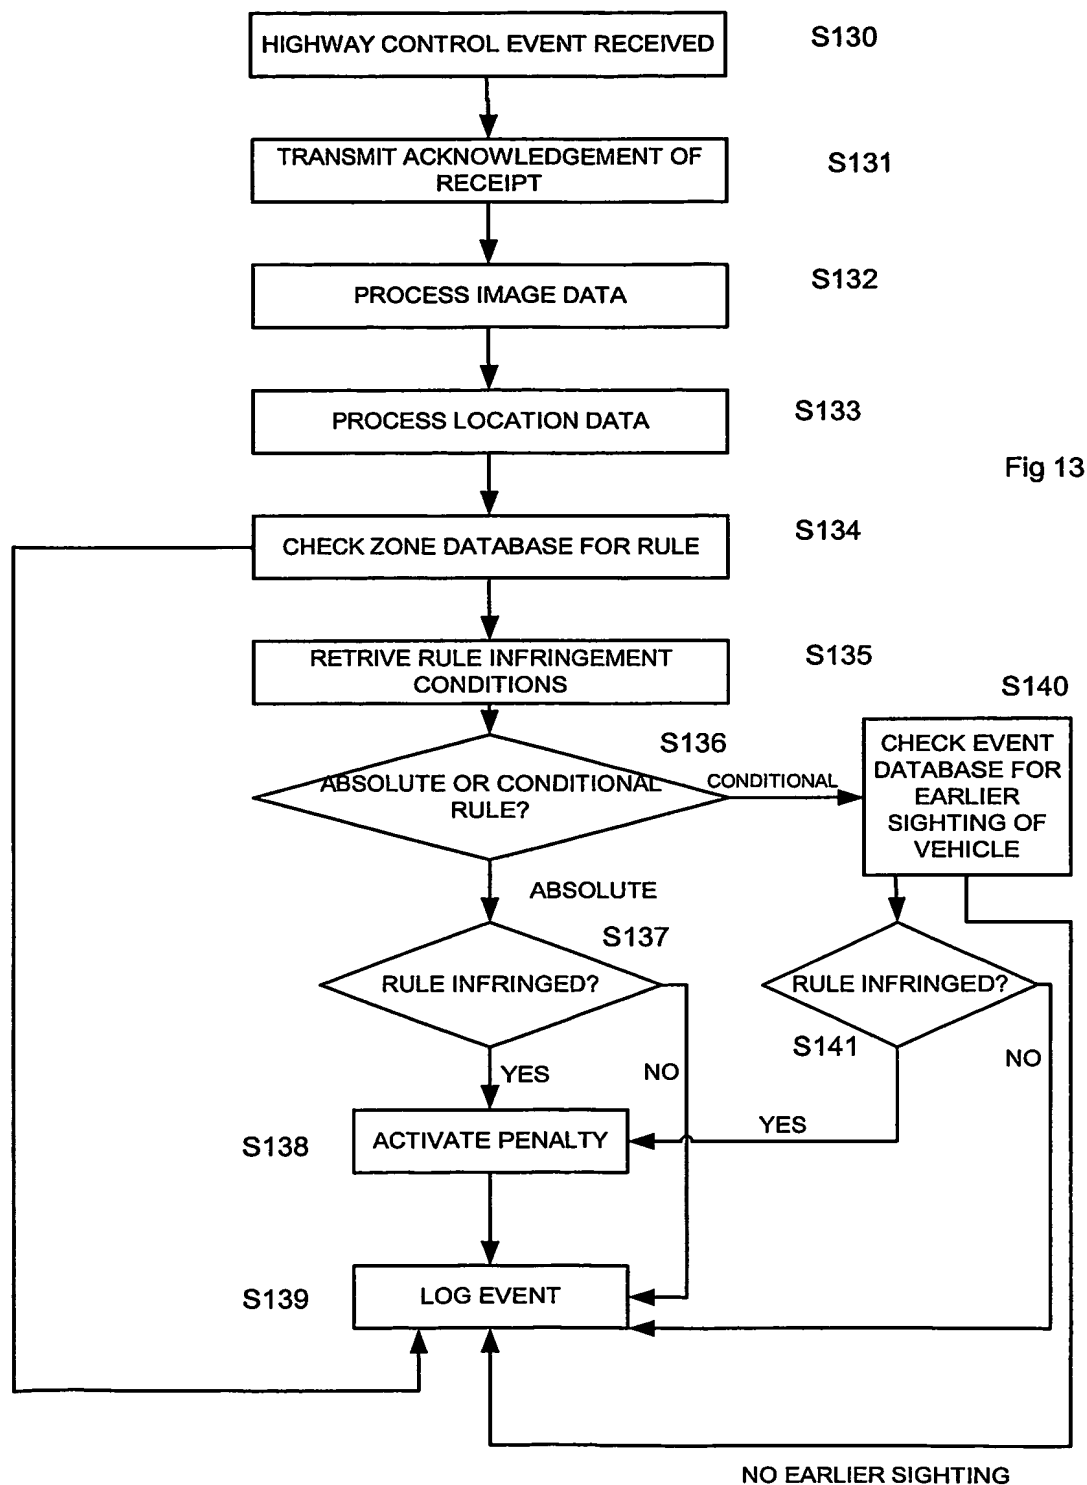 HIGHWAY CONTROL EVENT RECEIVED
S130
TRANSMIT ACKNOWLEDGEMENT OF
RECEIPT
S131
PROCESS IMAGE DATA
S132
PROCESS LOCATION DATA
S133
Fig 13
CHECK ZONE DATABASE FOR RULE
S134
RETRIVE RULE INFRINGEMENT
CONDITIONS
S135
S140
CHECK EVENT
DATABASE FOR
EARLIER
SIGHTING OF
VEHICLE
S136
ABSOLUTE OR CONDITIONAL
RULE?
CONDITIONAL
ABSOLUTE
S137
RULE INFRINGED?
RULE INFRINGED?
S141
YES
NO
NO
YES
ACTIVATE PENALTY
S138
LOG EVENT
S139
NO EARLIER SIGHTING